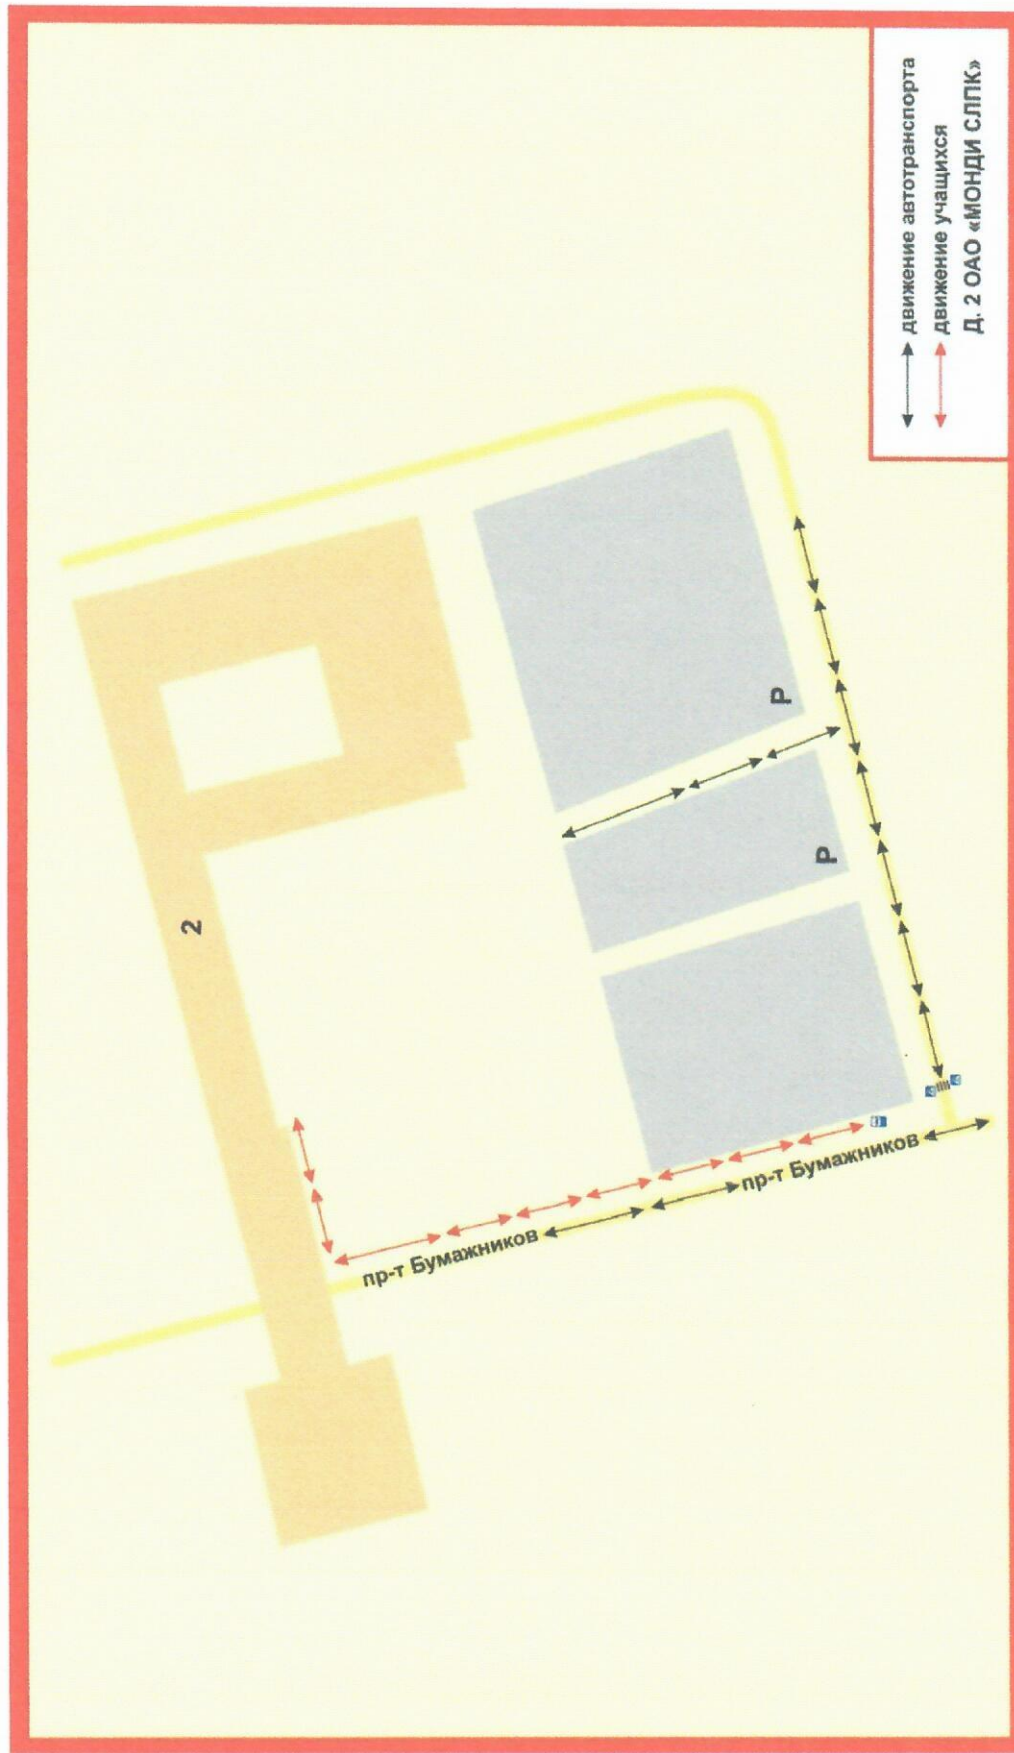 2
Р
Р
пр-т Бумажников
пр-т Бумажников
движение автотранспорта
движение учащихся
Д. 2 ОАО «МОНДИ СЛПК»